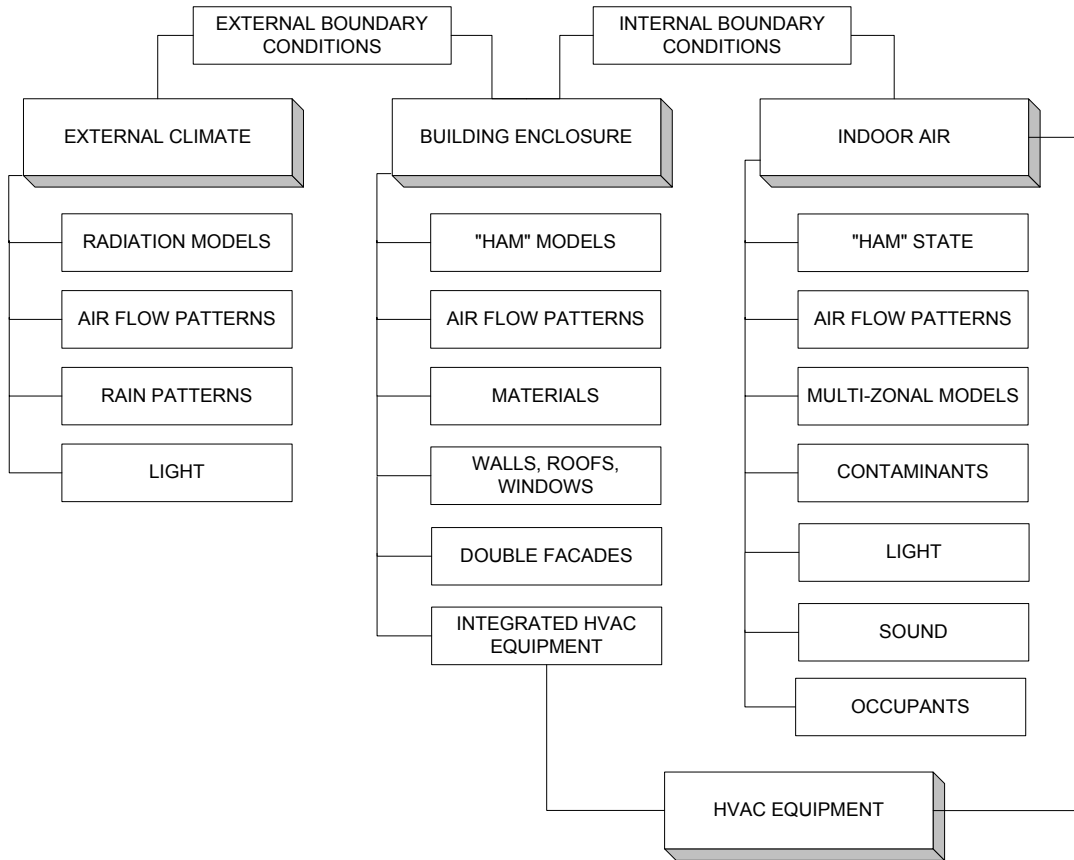 EXTERNAL BOUNDARY
CONDITIONS
INTERNAL BOUNDARY
CONDITIONS
EXTERNAL CLIMATE
BUILDING ENCLOSURE
INDOOR AIR
RADIATION MODELS
AIR FLOW PATTERNS
RAIN PATTERNS
LIGHT
"HAM" MODELS
AIR FLOW PATTERNS
MATERIALS
WALLS, ROOFS,
WINDOWS
DOUBLE FACADES
INTEGRATED HVAC
EQUIPMENT
"HAM" STATE
AIR FLOW PATTERNS
MULTI-ZONAL MODELS
CONTAMINANTS
LIGHT
SOUND
OCCUPANTS
HVAC EQUIPMENT